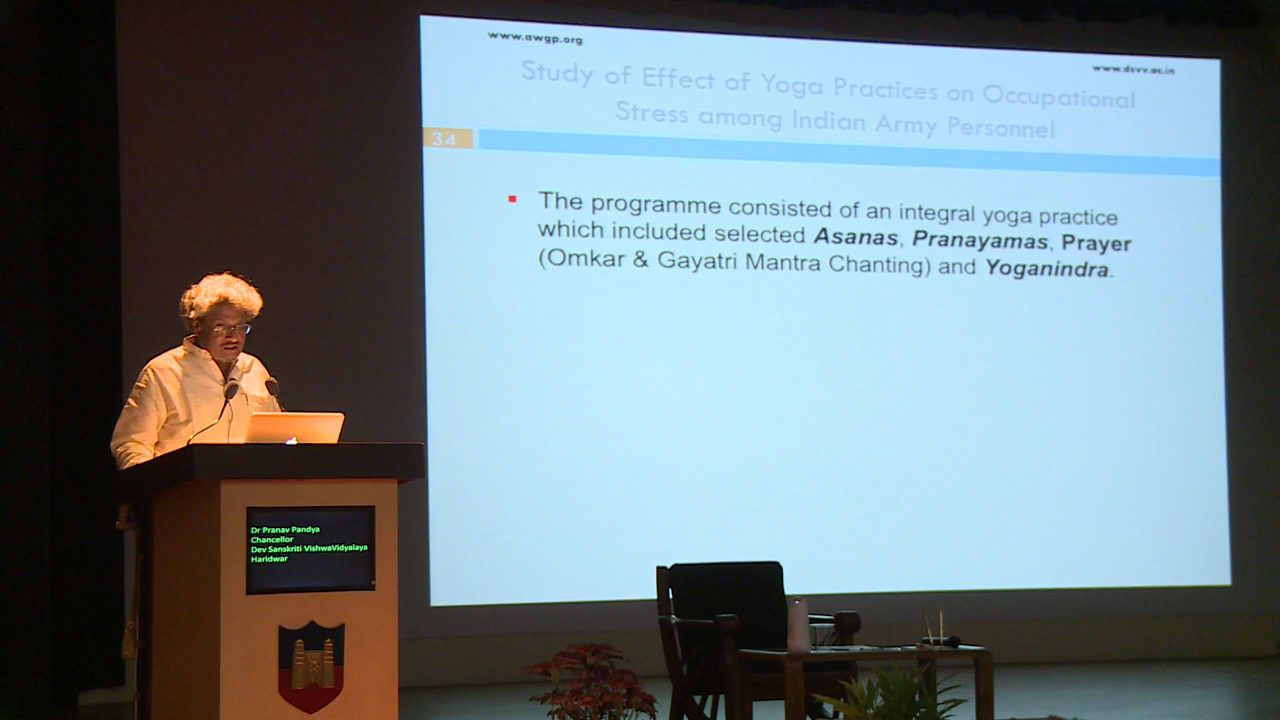 www.awgp.org
www.dsvv.ac.in
Study of Effect of Yoga Practices on Occupational
Stress among Indian Army Personnel
34
The programme consisted of an integral yoga practice
which included selected Asanas, Pranayamas, Prayer
(Omkar & Gayatri Mantra Chanting) and Yoganindra.
Dr Pranav Pandya
Chancellor
Dev Sanskriti VishwaVidyalaya
Haridwar